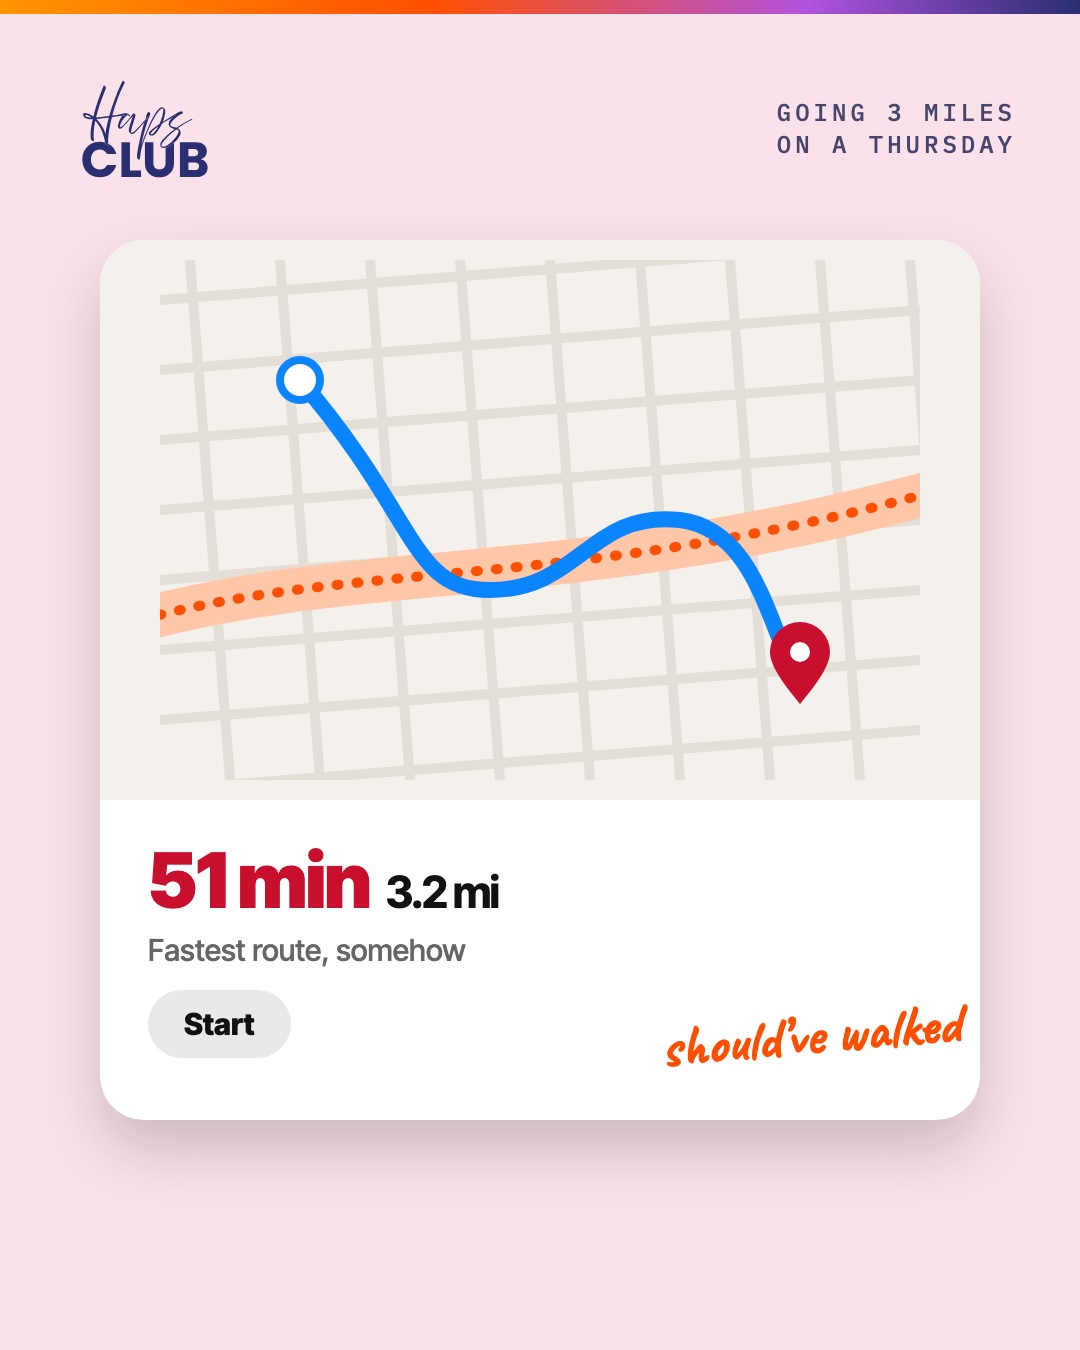 Haps
CLUB
GOING 3 MILES
ON A THURSDAY
51 min 3.2 mi
Fastest route, somehow
Start
should've walked